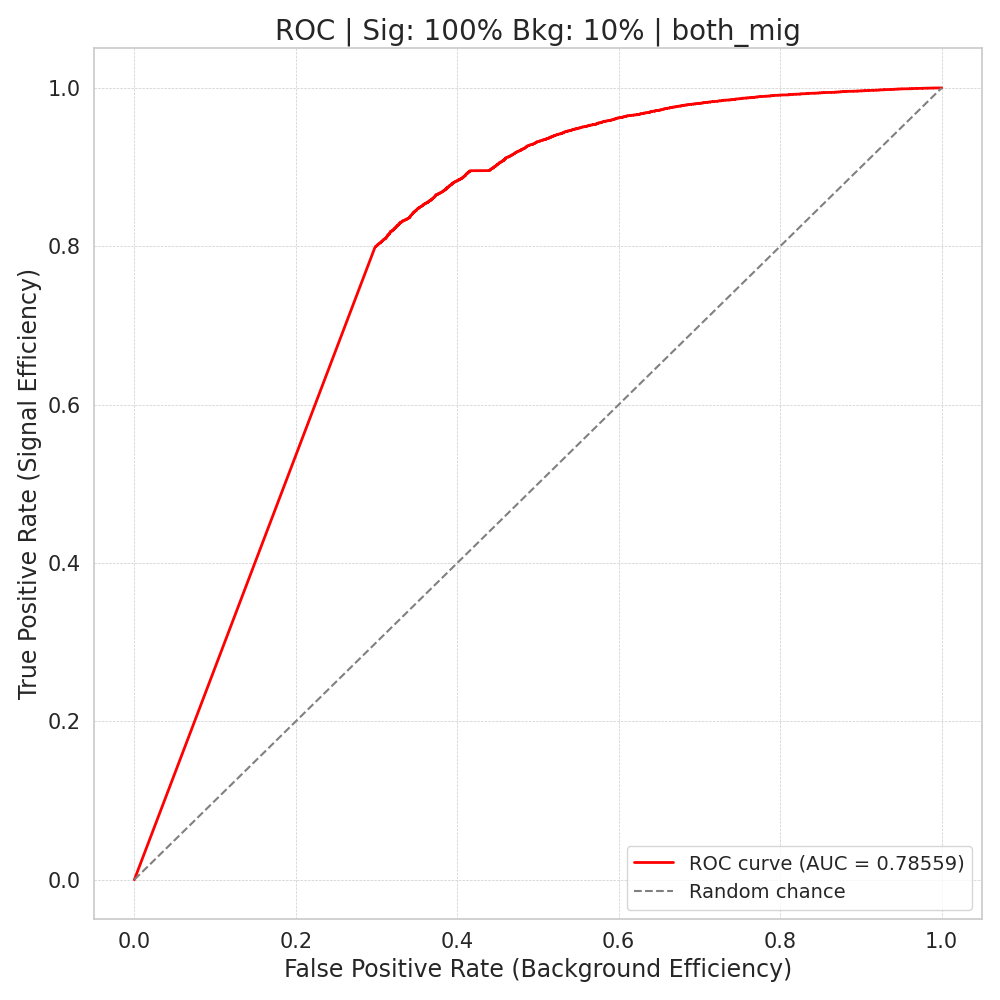 ROC | Sig: 100% Bkg: 10% | both_mig
True Positive Rate (Signal Efficiency)
1.0
0.8
0.6
0.4
0.2
0.0
ROC curve (AUC = 0.78559)
Random chance
0.0 0.2 0.4 0.6 0.8 1.0
False Positive Rate (Background Efficiency)